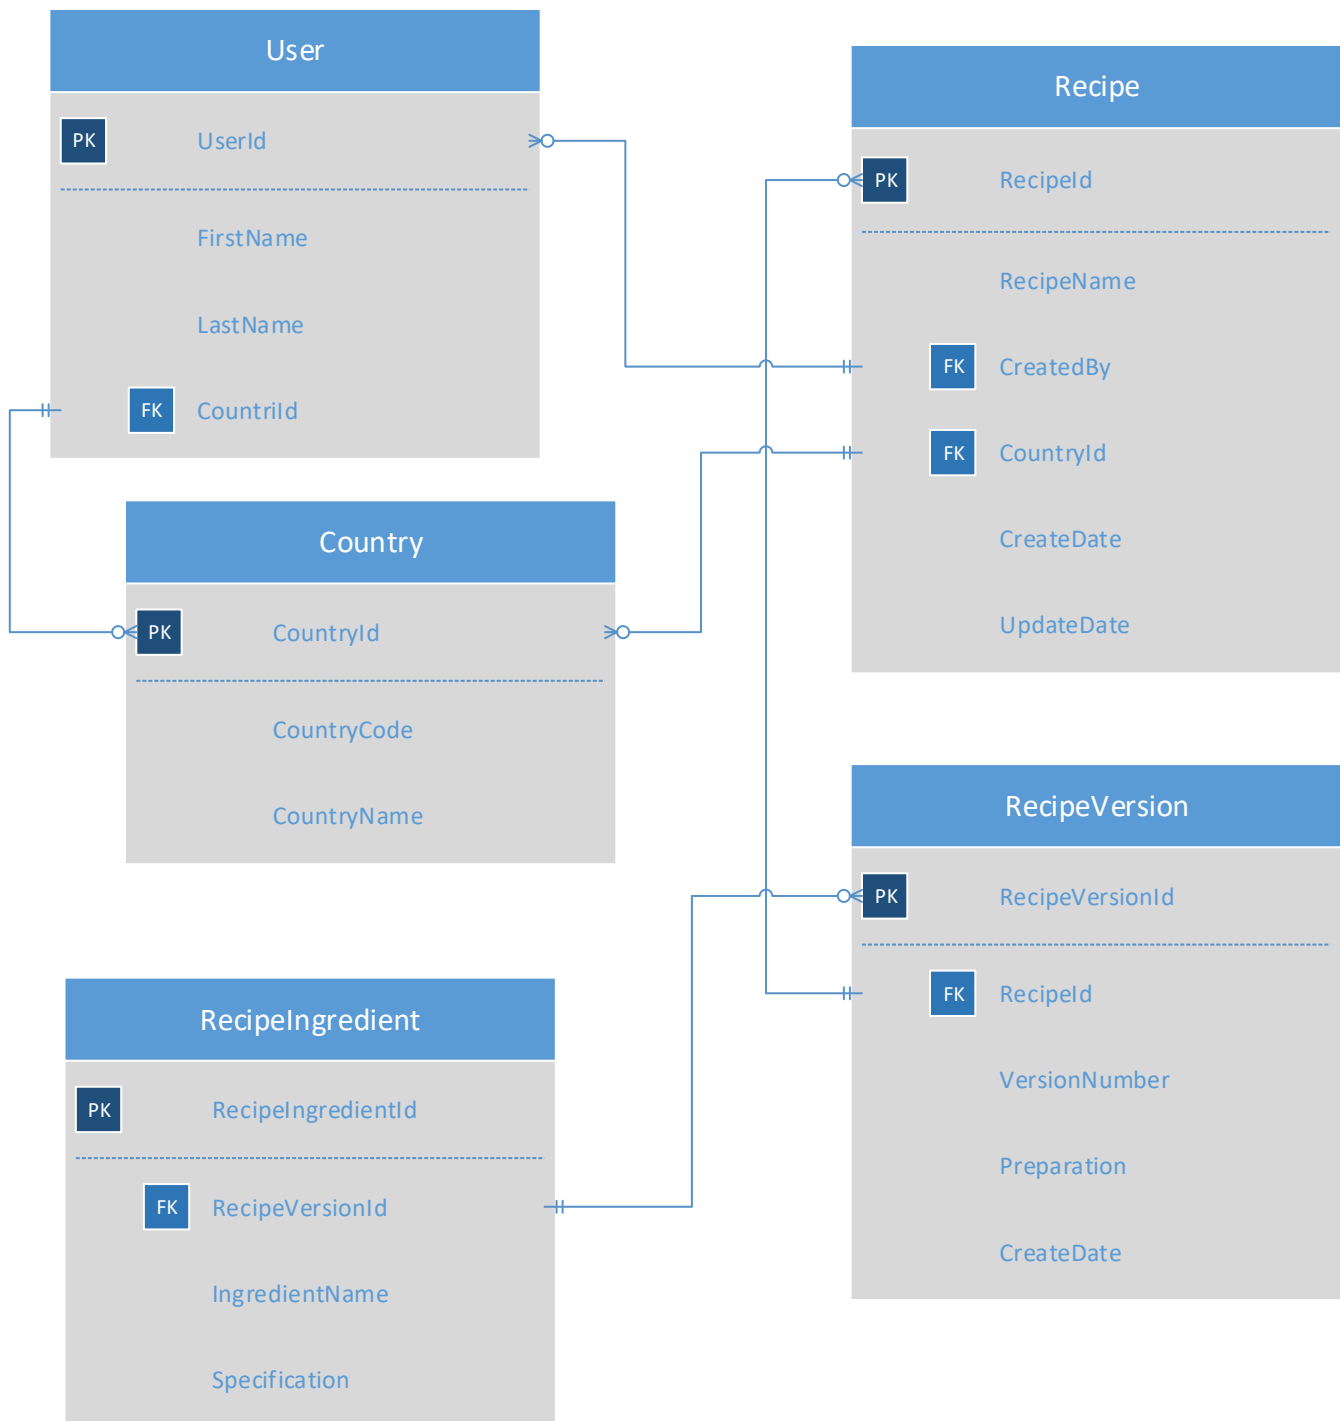 User
PK UserId
FirstName
LastName
FK CountriId
Recipe
PK RecipeId
RecipeName
FK CreatedBy
FK CountryId
CreateDate
UpdateDate
Country
PK CountryId
CountryCode
CountryName
RecipeVersion
PK RecipeVersionId
FK RecipeId
VersionNumber
Preparation
CreateDate
RecipeIngredient
PK RecipeIngredientId
FK RecipeVersionId
IngredientName
Specification